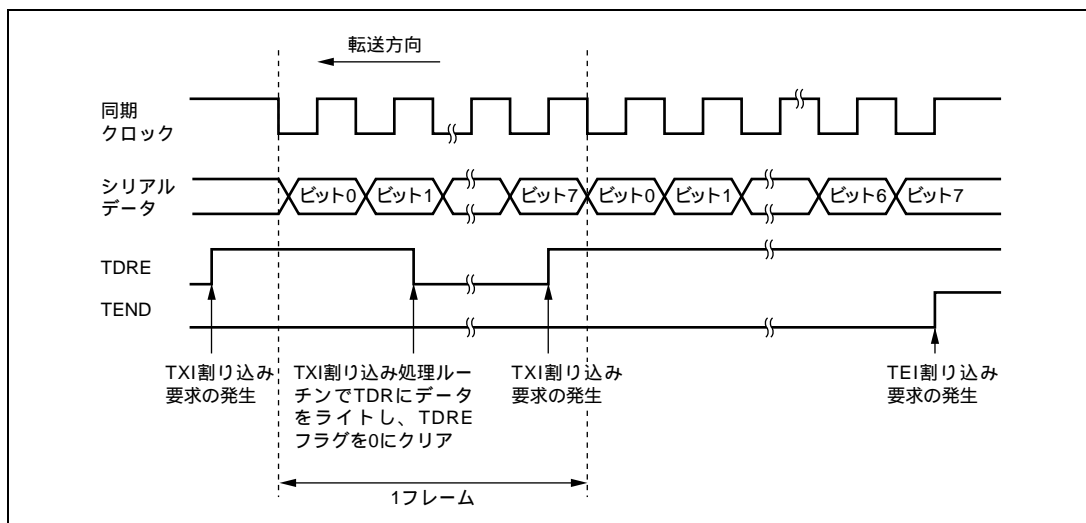 転送方向
同期
クロック
シリアル
データ
ビット0
ビット1
ビット7
ビット0
ビット1
ビット6
ビット7
TDRE
TEND
TXI割り込み
要求の発生
TXI割り込み処理ルー
チンでTDRにデータ
をライトし、TDRE
フラグを0にクリア
TXI割り込み
要求の発生
TEI割り込み
要求の発生
1フレーム